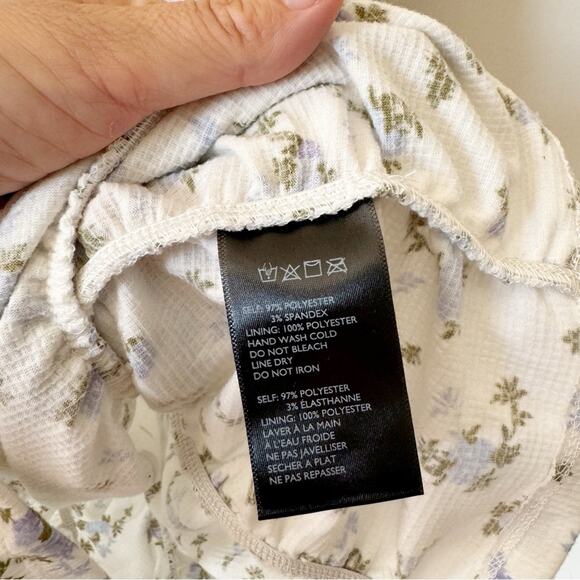 SELF: 97% POLYESTER
3% SPANDEX
LINING: 100% POLYESTER
HAND WASH COLD
DO NOT BLEACH
LINE DRY
DO NOT IRON
SELF: 97% POLYESTER
3% ÉLASTHANNE
LINING: 100% POLYESTER
LAVER À LA MAIN
À L'EAU FROIDE
NE PAS JAVELLISER
SECHER A PLAT
NE PAS REPASSER